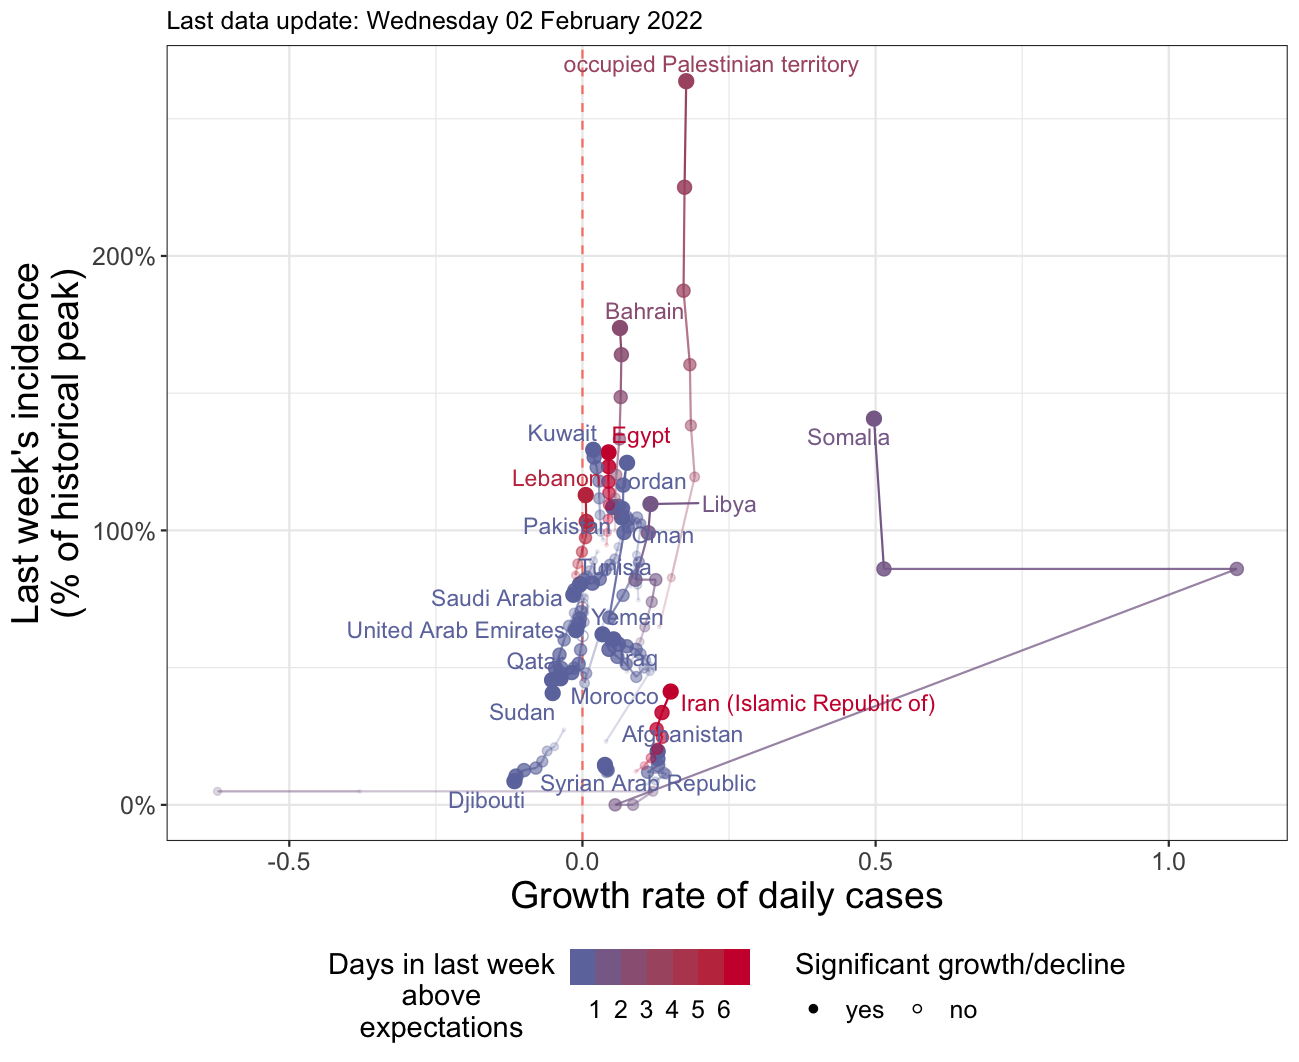 Last data update: Wednesday 02 February 2022
Last week's incidence
(% of historical peak)
200%
100%
0%
occupied Palestinian territory
Bahrain
Kuwait
Egypt
Somalia
Lebanon
Jordan
Libya
Pakistan
Oman
Tunisia
Saudi Arabia
Yemen
United Arab Emirates
Qatar
Iraq
Morocco
Iran (Islamic Republic of)
Sudan
Afghanistan
Syrian Arab Republic
Djibouti
-0.5
0.0
0.5
1.0
Growth rate of daily cases
Days in last week
above
expectations
1 2 3 4 5 6
Significant growth/decline
yes no